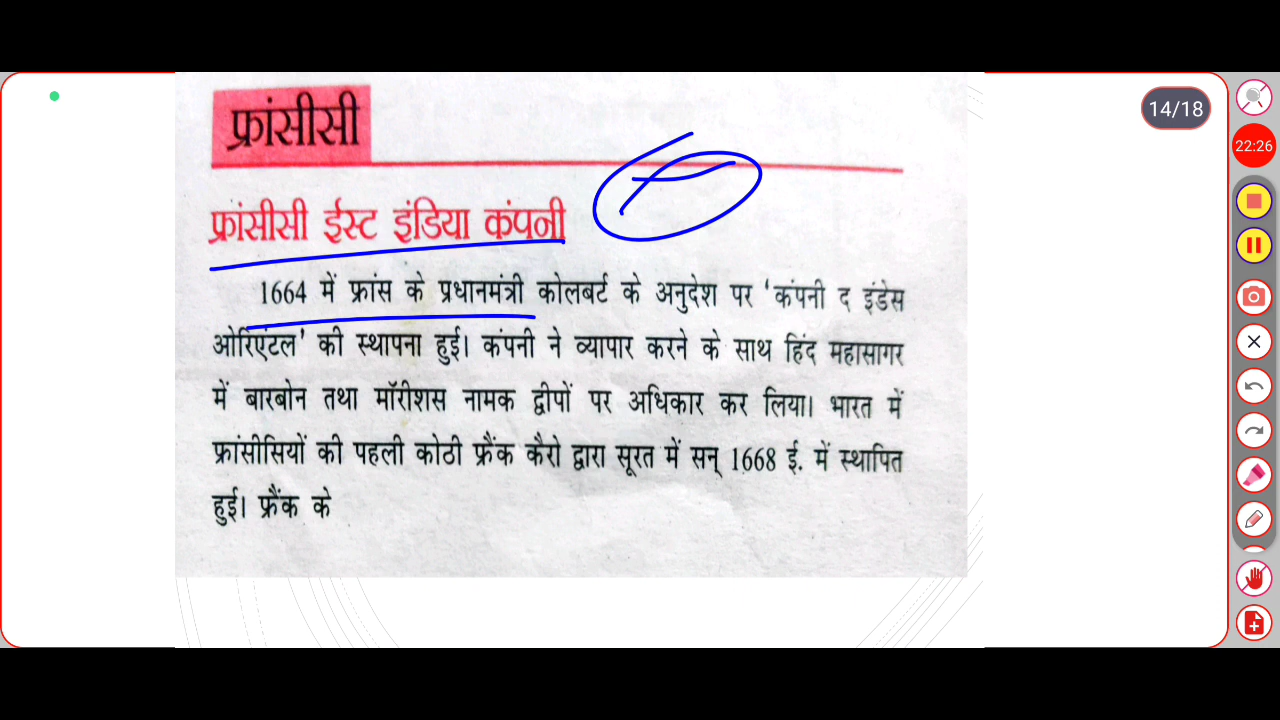 फ्रांसीसी
14/18
22:26
फ्रांसीसी ईस्ट इंडिया कंपनी
1664 में फ्रांस के प्रधानमंत्री कोलबर्ट के अनुदेश पर 'कंपनी द इंडेस
ओरिएंटल' की स्थापना हुई। कंपनी ने व्यापार करने के साथ हिंद महासागर
में बारबोन तथा मॉरीशस नामक द्वीपों पर अधिकार कर लिया। भारत में
फ्रांसीसियों की पहली कोठी फ्रैंक कैरो द्वारा सूरत में सन् 1668 ई. में स्थापित
हुई। फ्रैंक के